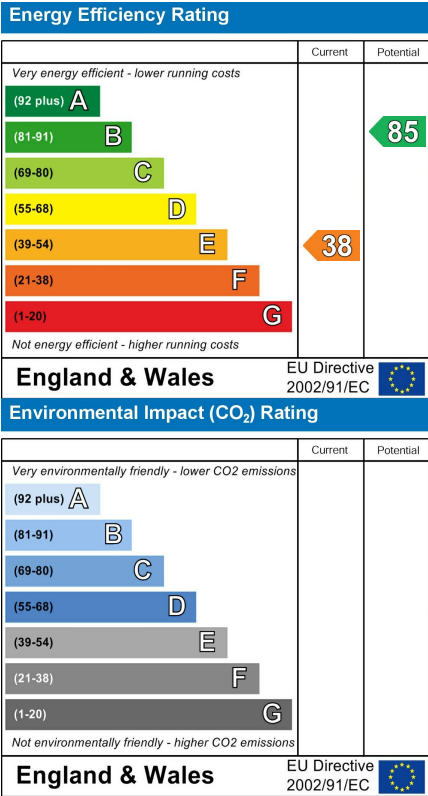 Energy Efficiency Rating
Current Potential
Very energy efficient - lower running costs
(92 plus) A
(81-91) B
85
(69-80) C
(55-68) D
(39-54) E
38
(21-38) F
(1-20) G
Not energy efficient - higher running costs
England & Wales
EU Directive
2002/91/EC
Environmental Impact (CO₂) Rating
Current Potential
Very environmentally friendly - lower CO2 emissions
(92 plus) A
(81-91) B
(69-80) C
(55-68) D
(39-54) E
(21-38) F
(1-20) G
Not environmentally friendly - higher CO2 emissions
England & Wales
EU Directive
2002/91/EC